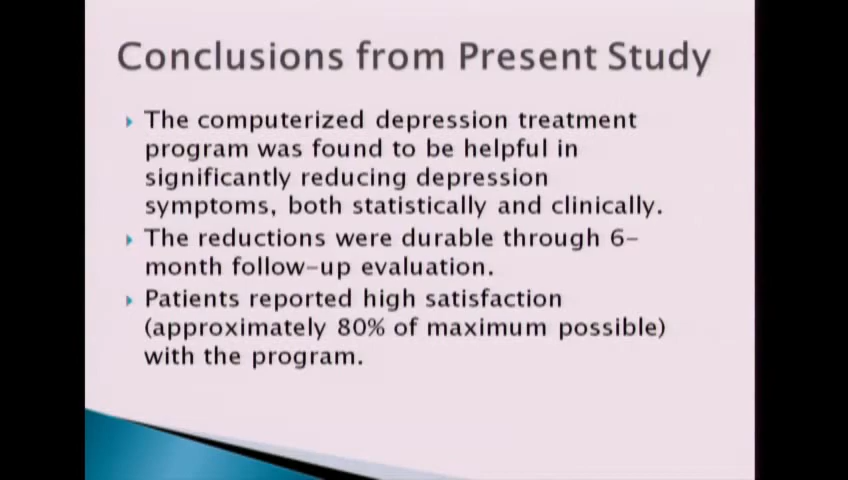 Conclusions from Present Study
The computerized depression treatment
program was found to be helpful in
significantly reducing depression
symptoms, both statistically and clinically.
The reductions were durable through 6-
month follow-up evaluation.
Patients reported high satisfaction
(approximately 80% of maximum possible)
with the program.